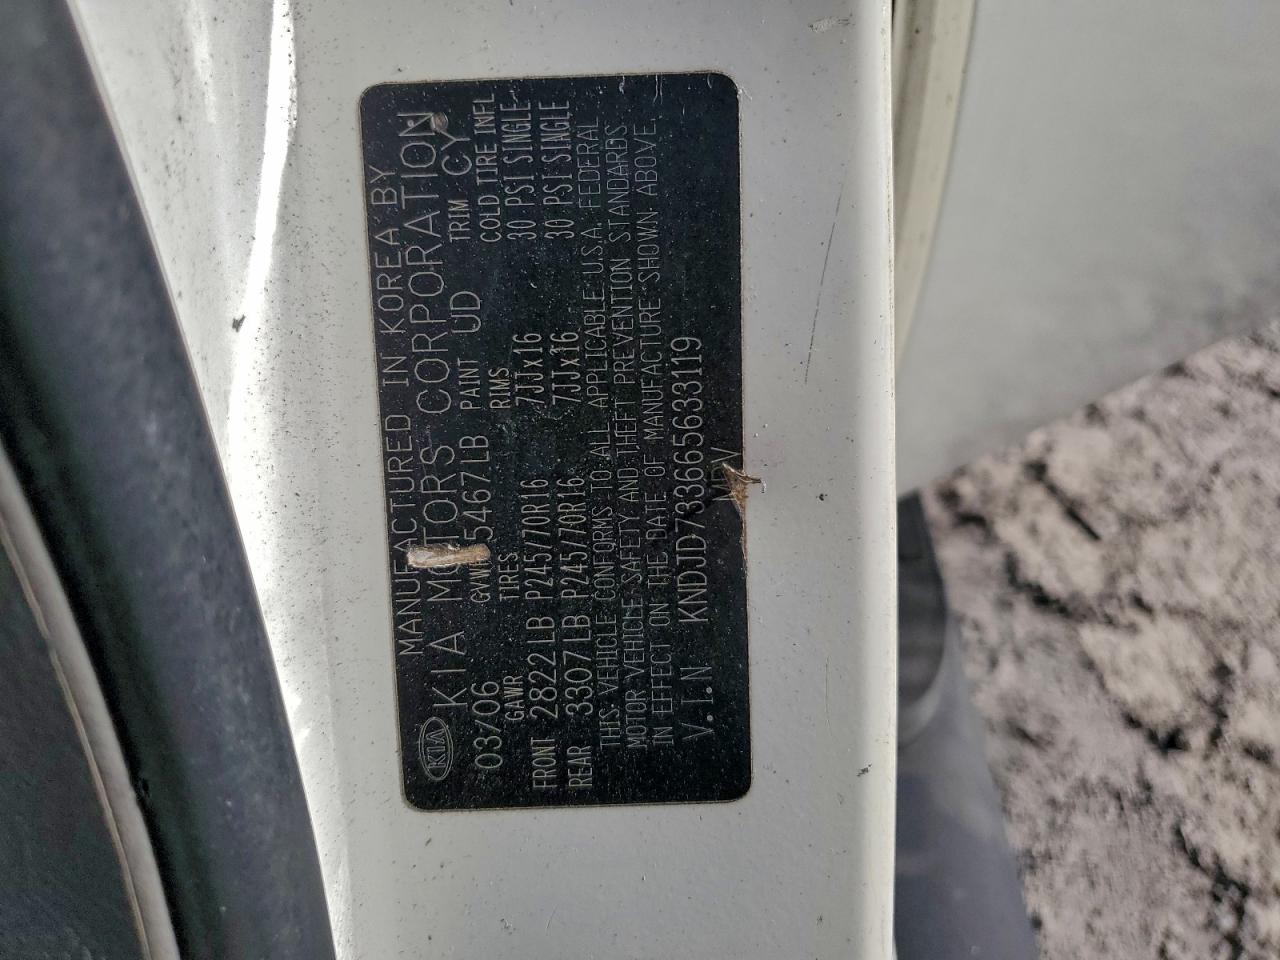 MANUFACTURED IN KOREA BY
KIA KIA MOTORS CORPORATION
03/06 GVWR 5467LB PAINT UD TRIM CY
GAWR TIRES RIMS COLD TIRE INFL
FRONT 2822LB P245/70R16 7JJx16 30 PSI SINGLE
REAR 3307LB P245/70R16 7JJx16 30 PSI SINGLE
THIS VEHICLE CONFORMS TO ALL APPLICABLE U.S.A. FEDERAL
MOTOR VEHICLE SAFETY AND THEFT PREVENTION STANDARDS
IN EFFECT ON THE DATE OF MANUFACTURE SHOWN ABOVE.
V.I.N KNDJD733665633119